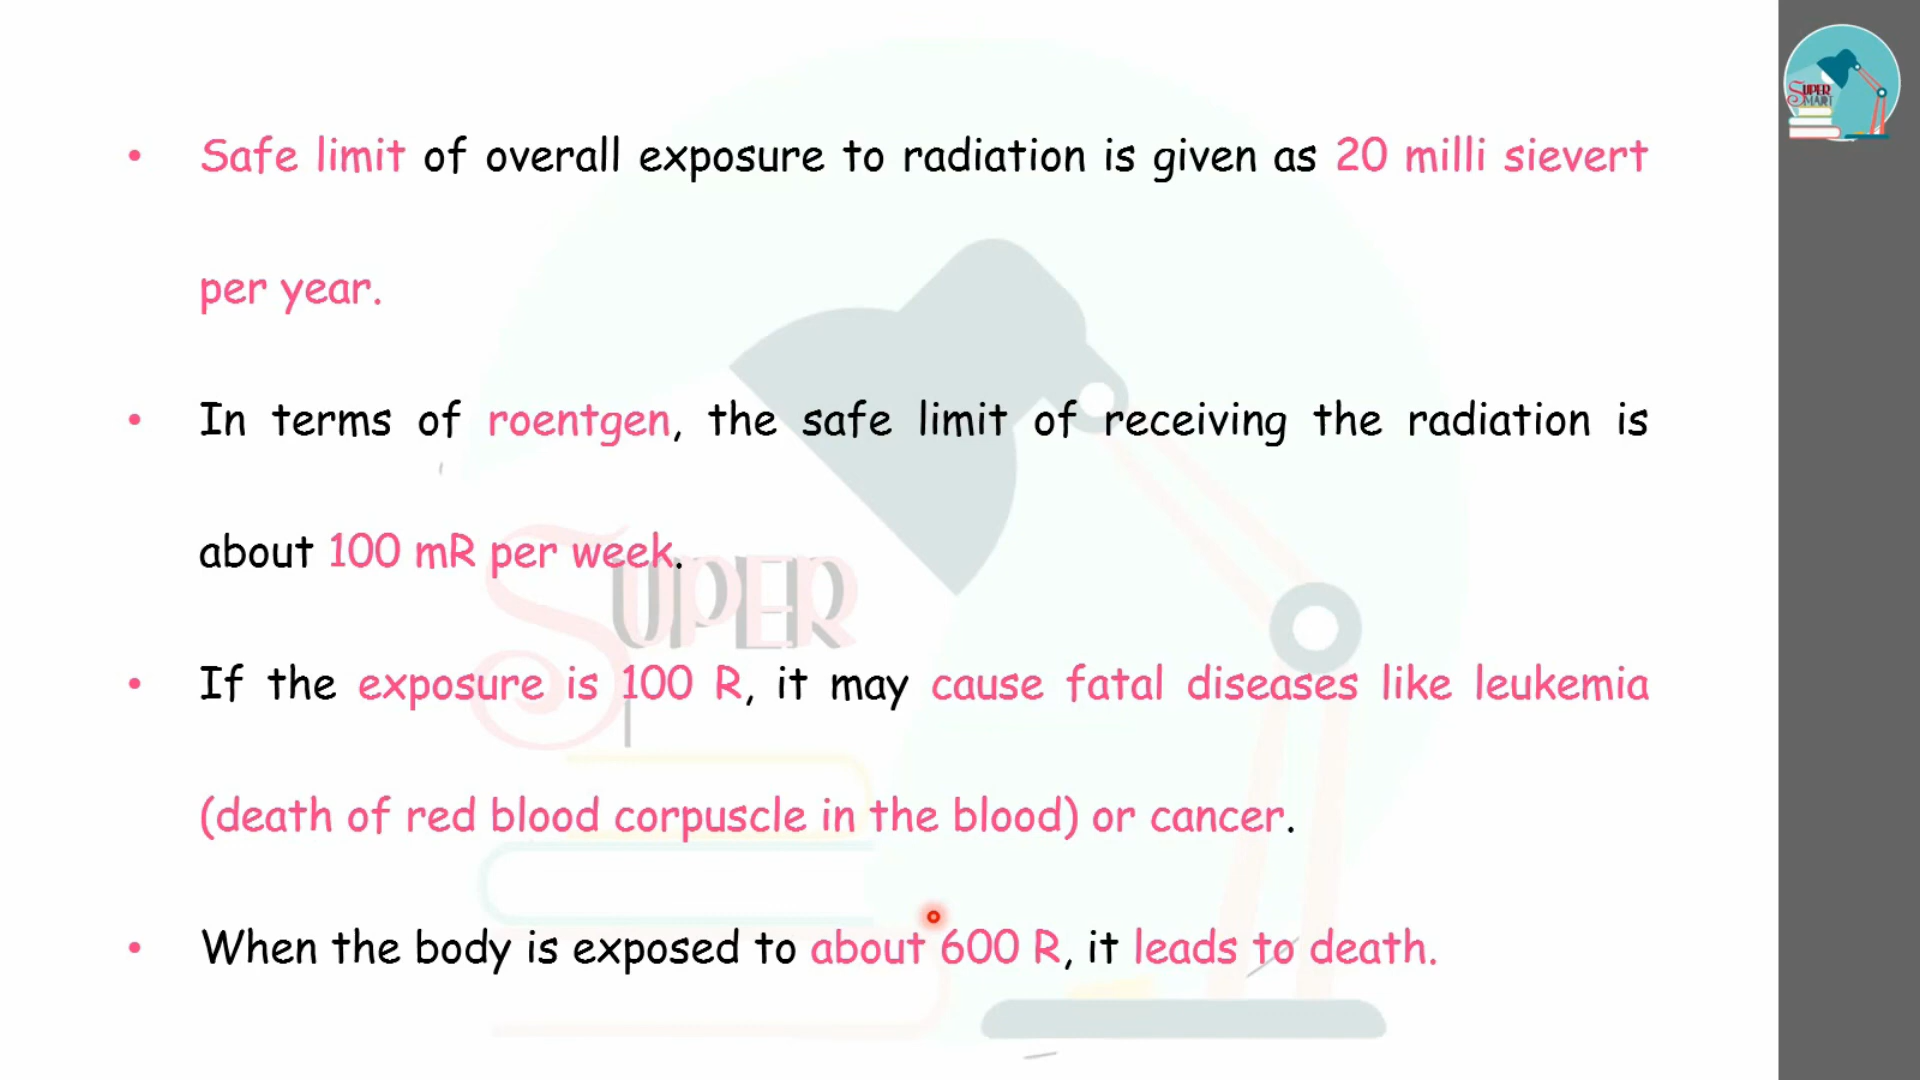 SUPER
SMART
• Safe limit of overall exposure to radiation is given as 20 milli sievert
per year.
• In terms of roentgen, the safe limit of receiving the radiation is
about 100 mR per week.
SUPER
• If the exposure is 100 R, it may cause fatal diseases like leukemia
(death of red blood corpuscle in the blood) or cancer.
• When the body is exposed to about 600 R, it leads to death.